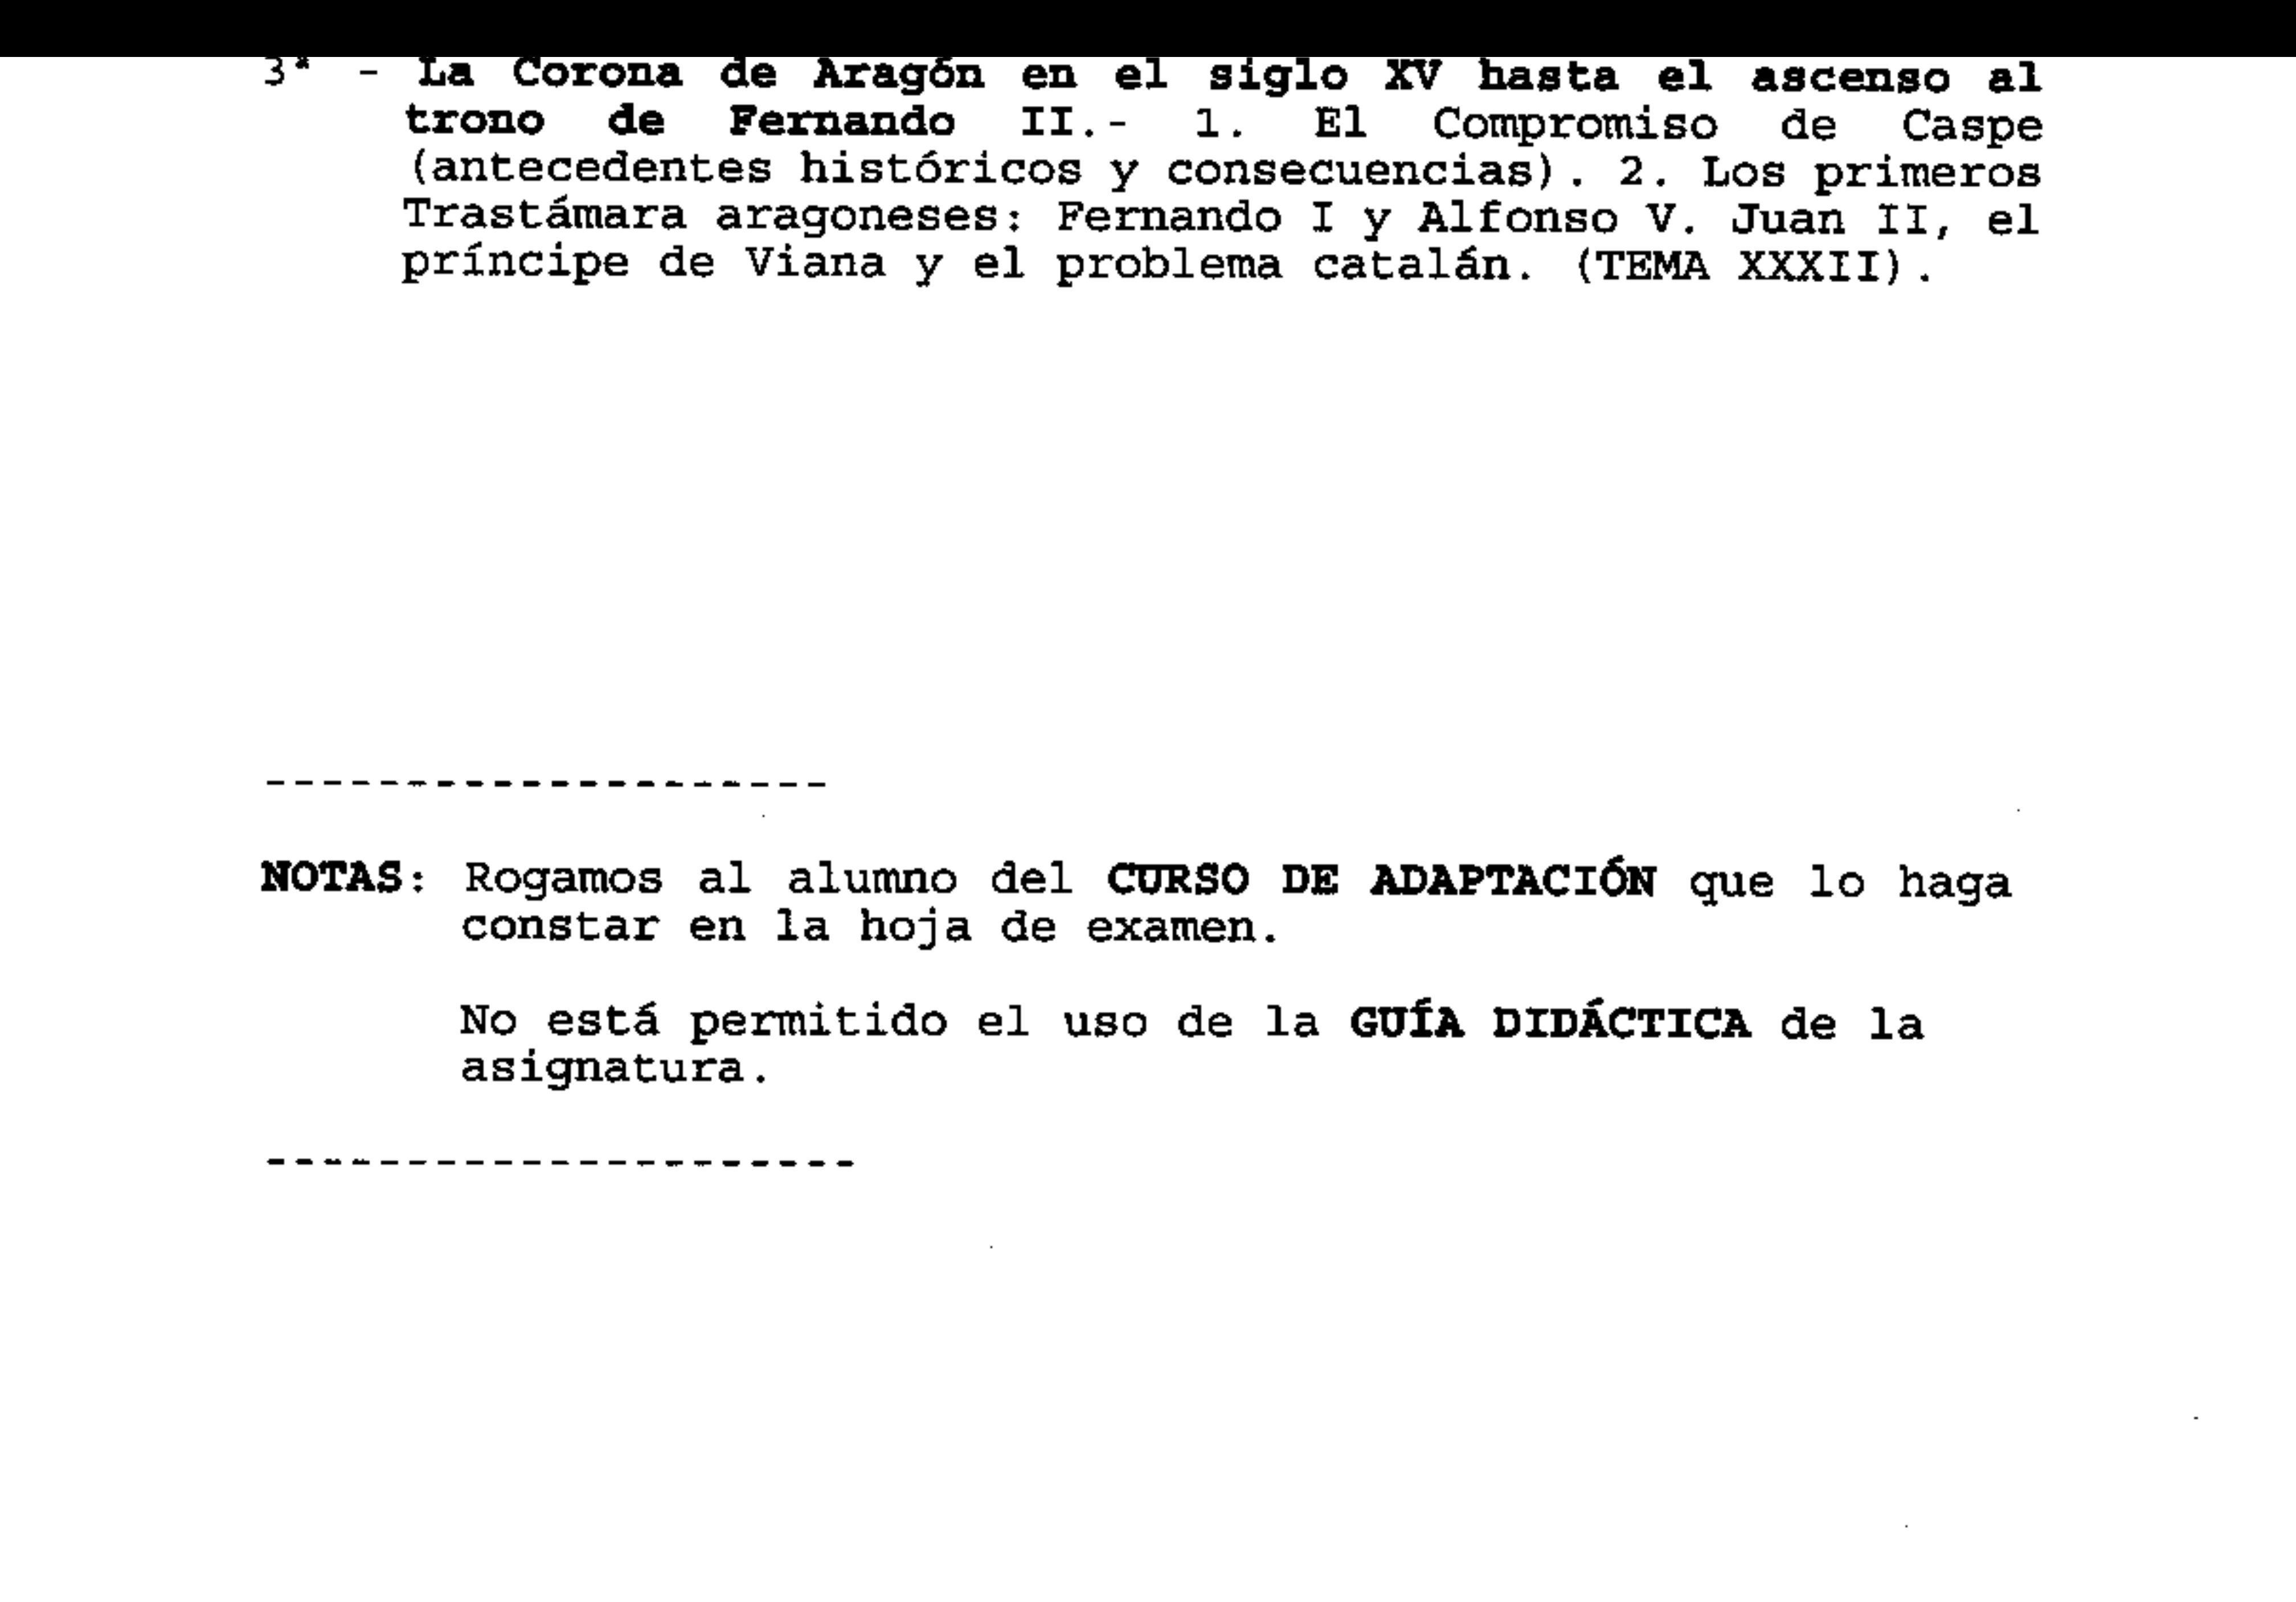 3ª - La Corona de Aragón en el siglo XV hasta el ascenso al
trono de Fernando II.- 1. El Compromiso de Caspe
(antecedentes históricos y consecuencias). 2. Los primeros
Trastámara aragoneses: Fernando I y Alfonso V. Juan II, el
príncipe de Viana y el problema catalán. (TEMA XXXII).
--------------------
NOTAS: Rogamos al alumno del CURSO DE ADAPTACIÓN que lo haga
constar en la hoja de examen.
No está permitido el uso de la GUÍA DIDÁCTICA de la
asignatura.
---------------------